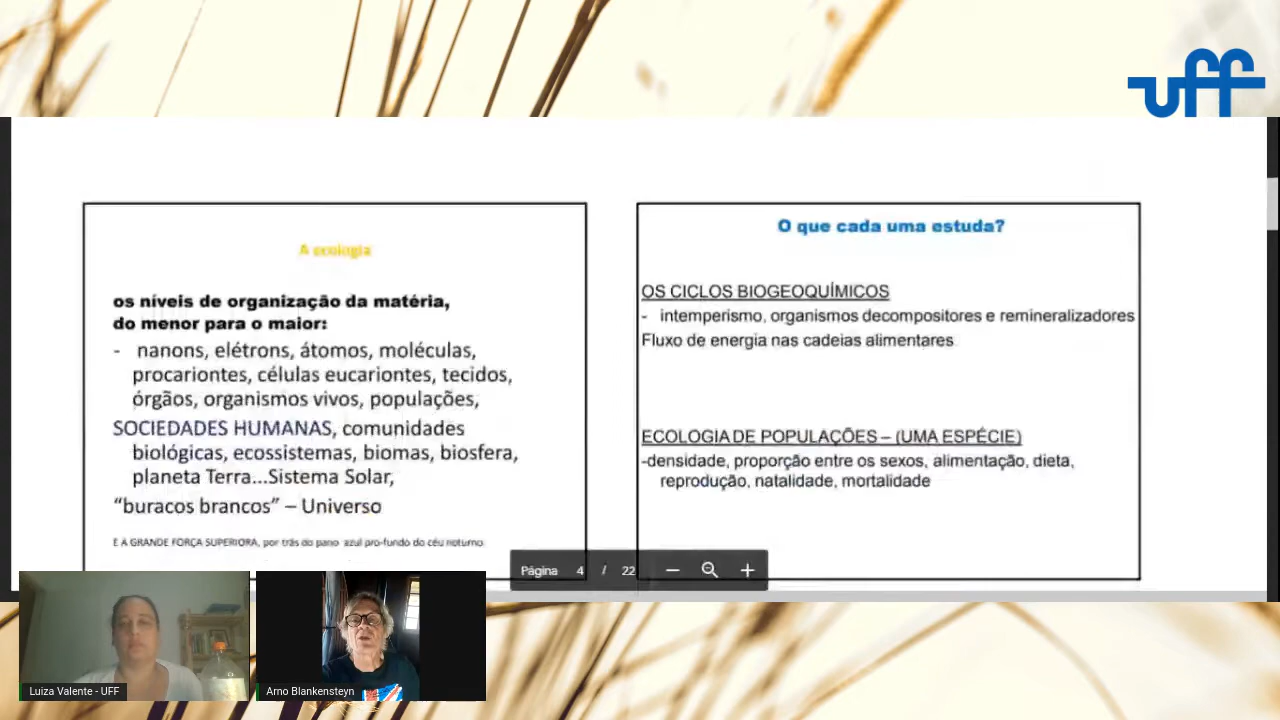 uff
A ecologia
os níveis de organização da matéria,
do menor para o maior:
- nanons, elétrons, átomos, moléculas,
procariontes, células eucariontes, tecidos,
órgãos, organismos vivos, populações,
SOCIEDADES HUMANAS, comunidades
biológicas, ecossistemas, biomas, biosfera,
planeta Terra...Sistema Solar,
“buracos brancos” – Universo
E A GRANDE FORÇA SUPERIORA, por trás do pano azul pro-fundo do céu noturno.
O que cada uma estuda?
OS CICLOS BIOGEOQUÍMICOS
- intemperismo, organismos decompositores e remineralizadores
Fluxo de energia nas cadeias alimentares
ECOLOGIA DE POPULAÇÕES – (UMA ESPÉCIE)
-densidade, proporção entre os sexos, alimentação, dieta,
reprodução, natalidade, mortalidade
Página 4 / 22
Luiza Valente - UFF
Arno Blankensteyn